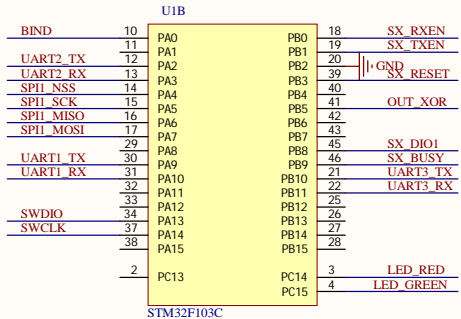 U1B
BIND 10 PA0 PB0 18 SX_RXEN
11 PA1 PB1 19 SX_TXEN
UART2_TX 12 PA2 PB2 20 GND
UART2_RX 13 PA3 PB3 39 SX_RESET
SPI1_NSS 14 PA4 PB4 40
SPI1_SCK 15 PA5 PB5 41 OUT_XOR
SPI1_MISO 16 PA6 PB6 42
SPI1_MOSI 17 PA7 PB7 43
29 PA8 PB8 45 SX_DIO1
UART1_TX 30 PA9 PB9 46 SX_BUSY
UART1_RX 31 PA10 PB10 21 UART3_TX
32 PA11 PB11 22 UART3_RX
33 PA12 PB12 25
SWDIO 34 PA13 PB13 26
SWCLK 37 PA14 PB14 27
38 PA15 PB15 28
2 PC13 PC14 3 LED_RED
PC15 4 LED_GREEN
STM32F103C